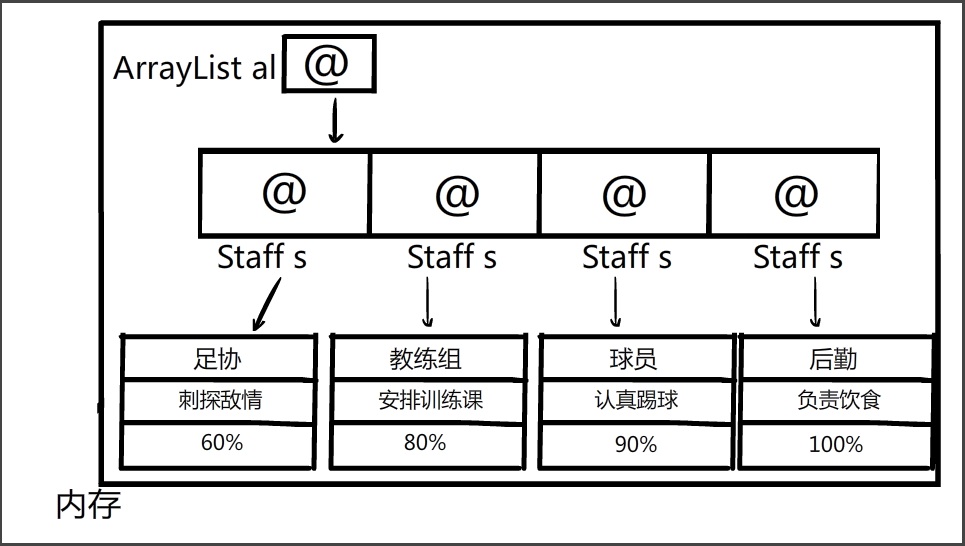 ArrayList al @
@ @ @ @
Staff s Staff s Staff s Staff s
足协 教练组 球员 后勤
刺探敌情 安排训练课 认真踢球 负责饮食
60% 80% 90% 100%
内存